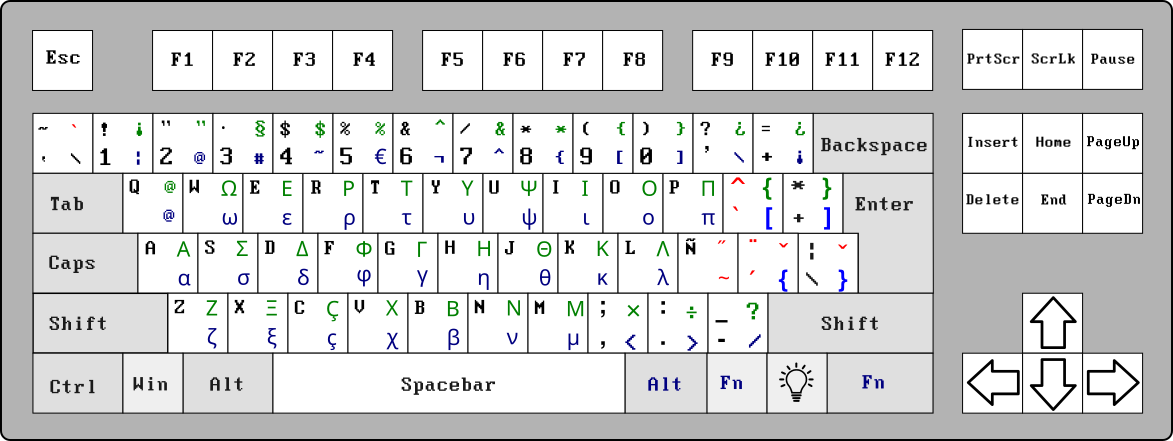 Esc F1 F2 F3 F4 F5 F6 F7 F8 F9 F10 F11 F12 PrtScr ScrLk Pause
~ ` ! ¡ " " · § $ $ % % & ^ / & * * ( { ) } ? ¿ = ¿
\ 1 ¦ 2 @ 3 # 4 ~ 5 € 6 ¬ 7 ^ 8 { 9 [ 0 ] ' \ + ¡ Backspace Insert Home PageUp
Tab Q @ W Ω E Ε R Ρ T Τ Y Υ U Ψ I Ι O Ο P Π ^ { * } Enter
@ ω ε ρ τ υ ψ ι ο π ` [ + ] Delete End PageDn
Caps A Α S Σ D Δ F Φ G Γ H Η J Θ K Κ L Λ Ñ ˝ ¨ ˇ ¦ ˇ
α σ δ φ γ η θ κ λ ~ ´ { \ }
Shift Z Ζ X Ξ C Ç V Χ B Β N Ν M Μ ; × : ÷ _ ? Shift
ζ ξ ç χ β ν μ , < . > - /
Ctrl Win Alt Spacebar Alt Fn Fn